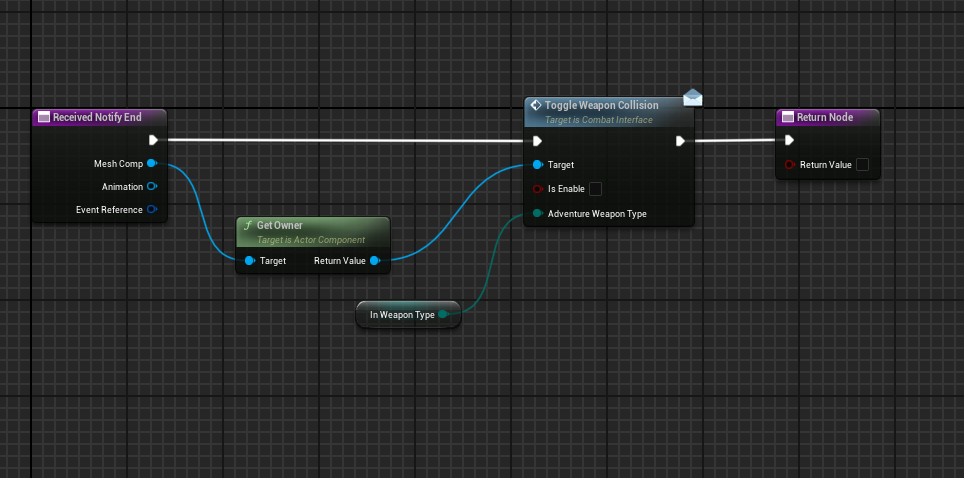 Received Notify End
Mesh Comp
Animation
Event Reference
Get Owner
Target is Actor Component
Target Return Value
In Weapon Type
Toggle Weapon Collision
Target is Combat Interface
Target
Is Enable
Adventure Weapon Type
Return Node
Return Value